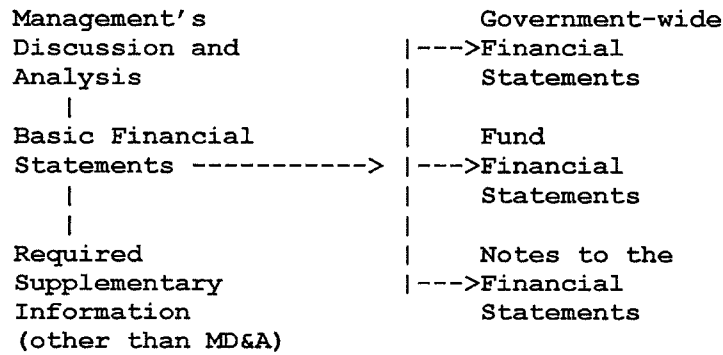 Management's Government-wide
Discussion and |--->Financial
Analysis | Statements
| |
Basic Financial | Fund
Statements -----------> |--->Financial
| | Statements
| |
Required | Notes to the
Supplementary |--->Financial
Information Statements
(other than MD&A)